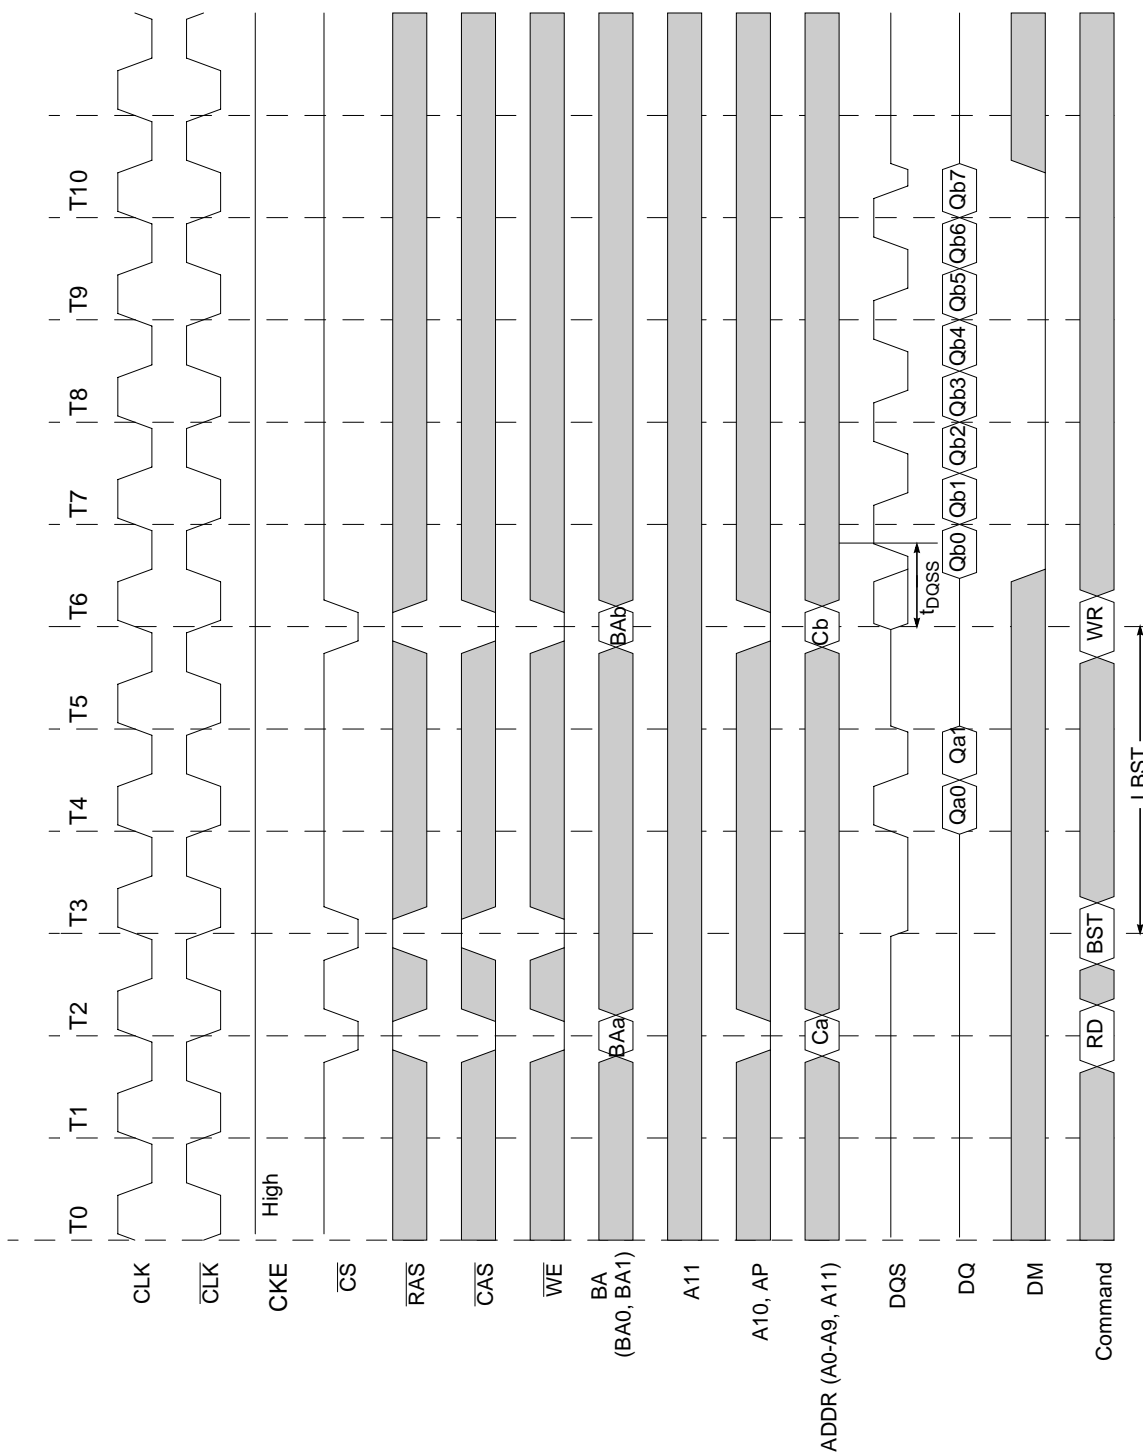 T0 T1 T2 T3 T4 T5 T6 T7 T8 T9 T10
CLK
CLK
CKE High
CS
RAS
CAS
WE
BA
(BA0, BA1) BAa BAb
A11
A10, AP
ADDR (A0-A9, A11) Ca Cb
DQS
tDQSS
DQ Qa0 Qa1 Qb0 Qb1 Qb2 Qb3 Qb4 Qb5 Qb6 Qb7
DM
Command RD BST WR
LBST